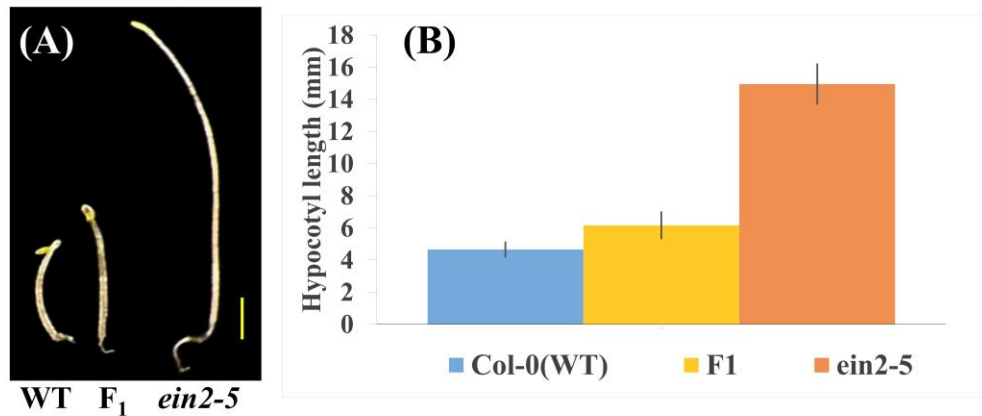 (A)
WT F₁ ein2-5
(B)
Hypocotyl length (mm)
18
16
14
12
10
8
6
4
2
0
Col-0(WT) F1 ein2-5